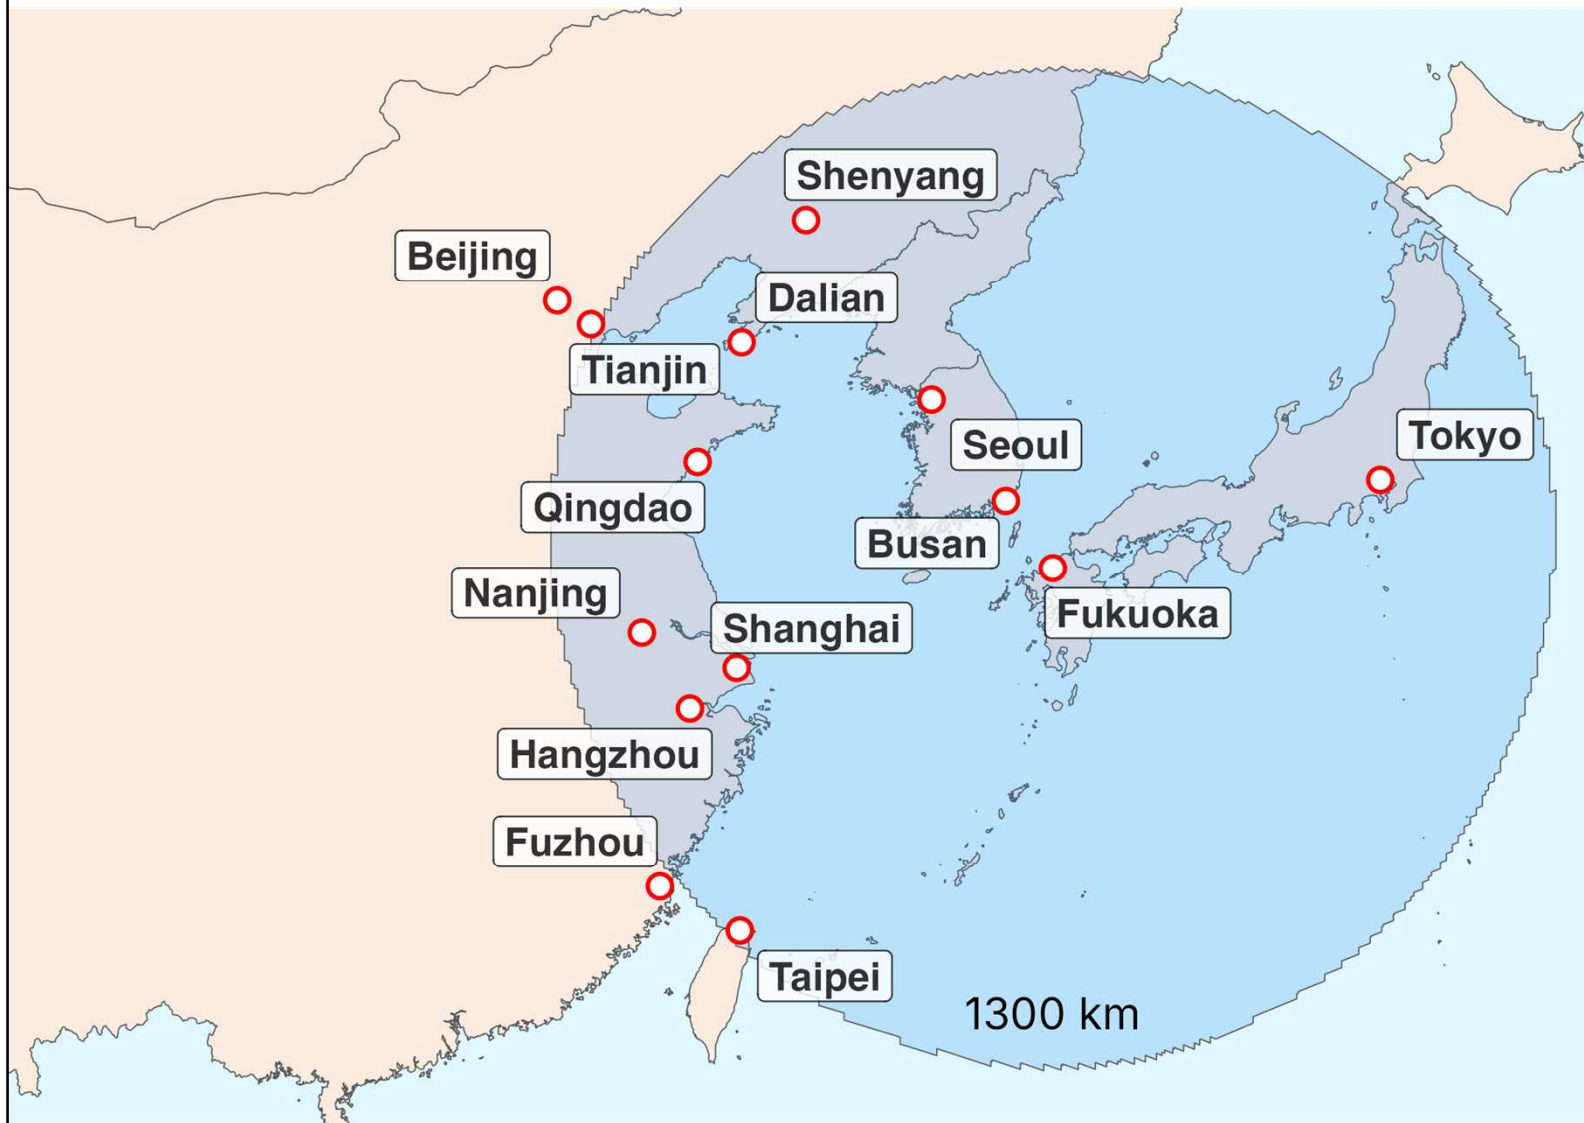 Shenyang
Beijing
Dalian
Tianjin
Tokyo
Seoul
Qingdao
Busan
Nanjing
Fukuoka
Shanghai
Hangzhou
Fuzhou
Taipei
1300 km